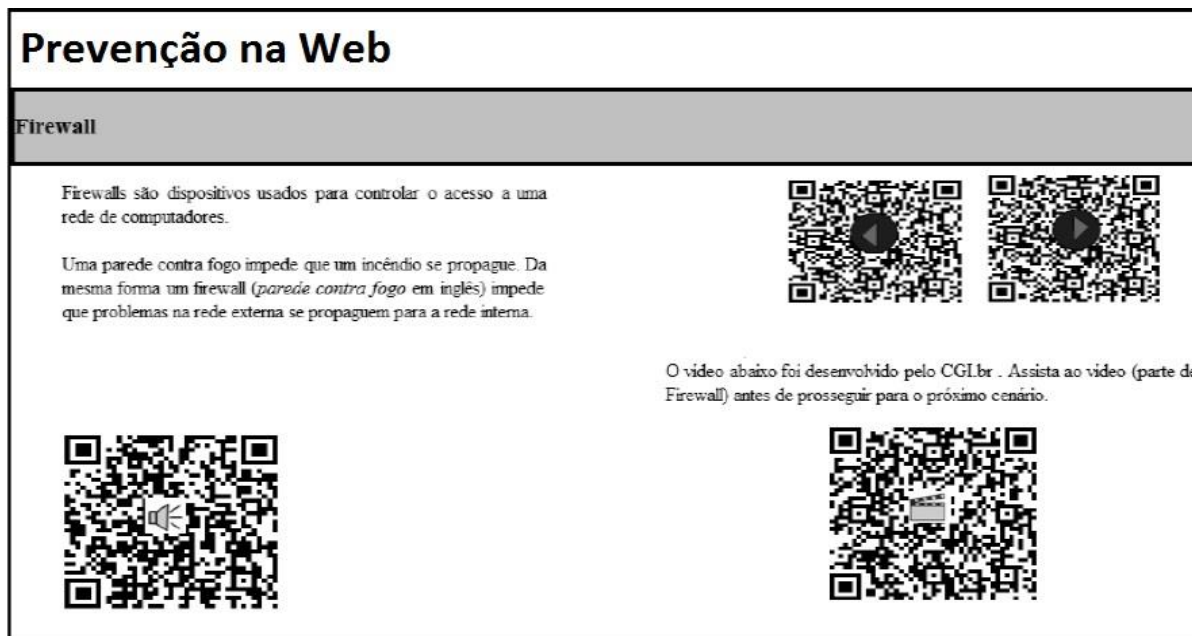 Prevenção na Web
Firewall
Firewalls são dispositivos usados para controlar o acesso a uma
rede de computadores.
Uma parede contra fogo impede que um incêndio se propague. Da
mesma forma um firewall (parede contra fogo em inglês) impede
que problemas na rede externa se propaguem para a rede interna.
O video abaixo foi desenvolvido pelo CGI.br . Assista ao video (parte de
Firewall) antes de prosseguir para o próximo cenário.